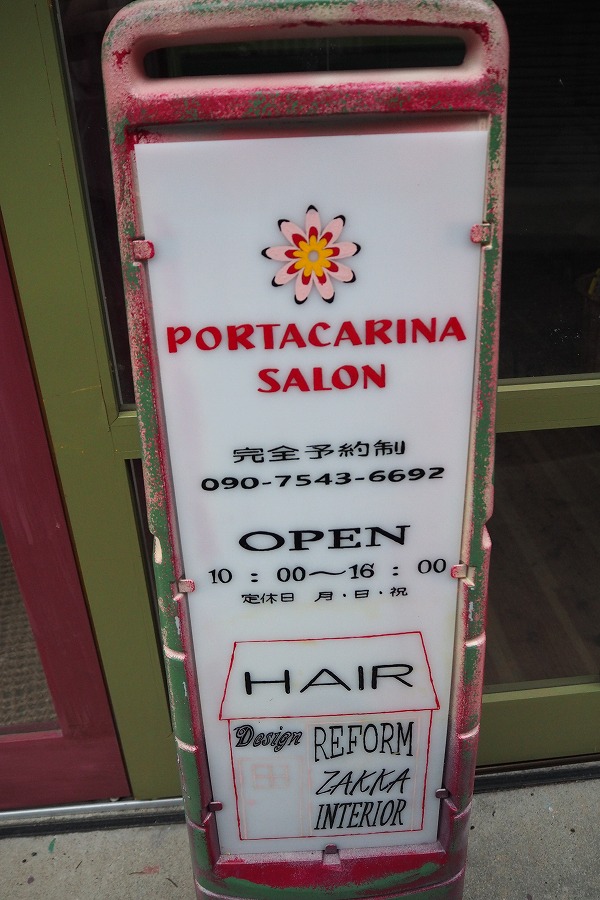 PORTACARINA
SALON
完全予約制
090-7543-6692
OPEN
10 : 00〜16 : 00
定休日 月・日・祝
HAIR
Design REFORM
ZAKKA
INTERIOR